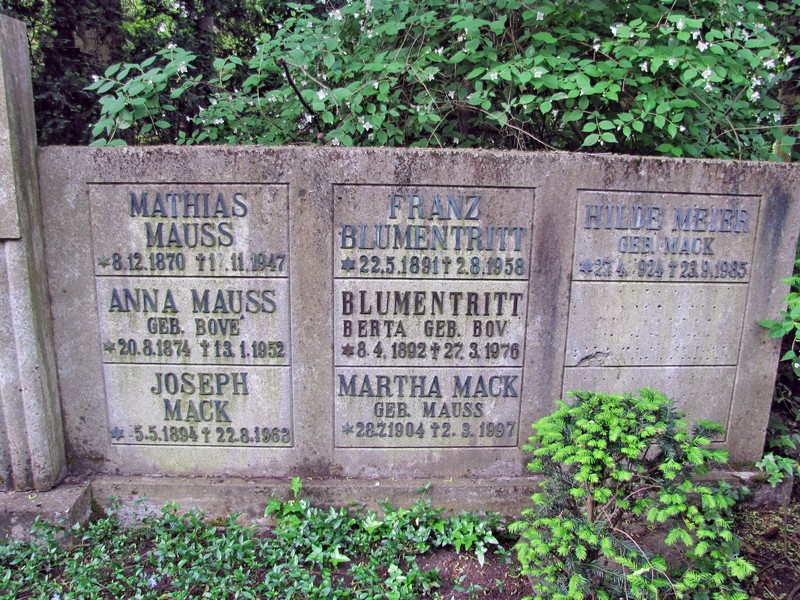 MATHIAS
MAUSS
*8.12.1870 †1.11.1947
ANNA MAUSS
GEB. BOVÉ
*20.8.1874 †13.1.1952
JOSEPH
MACK
* 5.5.1894 † 22.8.1963
FRANZ
BLUMENTRITT
*22.5.1891 †2.8.1958
BLUMENTRITT
BERTA GEB. BOV
*8.4.1892 †27.3.1976
MARTHA MACK
GEB. MAUSS
*28.7.1904 † 2.3.1997
HILDE MEIER
GEB. MACK
†23.9.1985